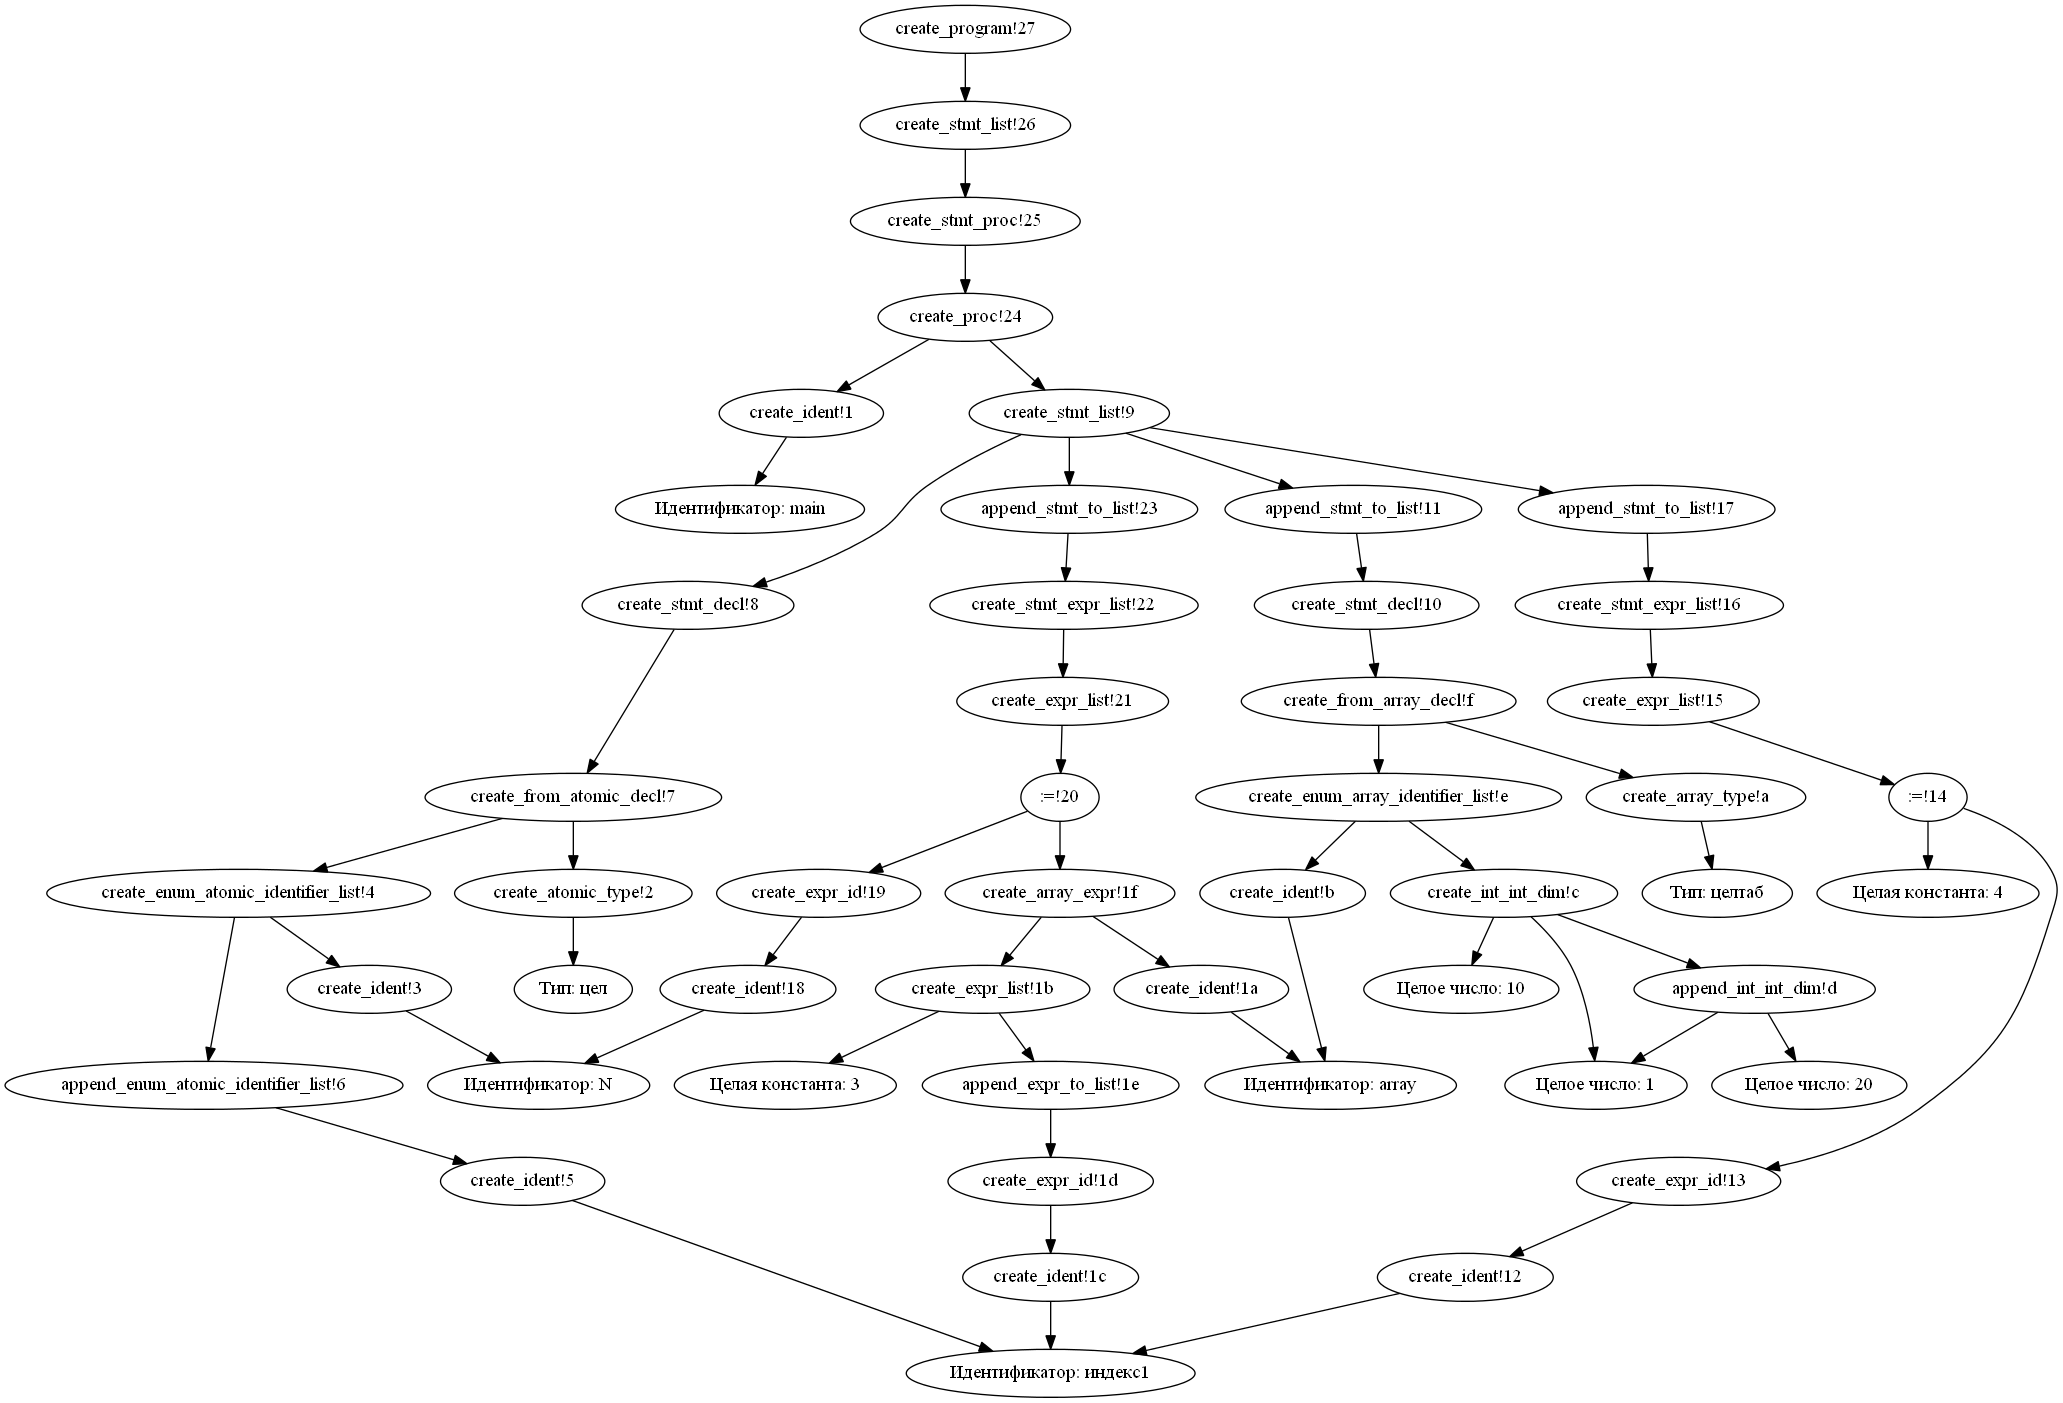 create_program!27
create_stmt_list!26
create_stmt_proc!25
create_proc!24
create_ident!1
create_stmt_list!9
Идентификатор: main
append_stmt_to_list!23
append_stmt_to_list!11
append_stmt_to_list!17
create_stmt_decl!8
create_stmt_expr_list!22
create_stmt_decl!10
create_stmt_expr_list!16
create_expr_list!21
create_from_array_decl!f
create_expr_list!15
create_from_atomic_decl!7
:=!20
create_enum_array_identifier_list!e
create_array_type!a
:=!14
create_enum_atomic_identifier_list!4
create_atomic_type!2
create_expr_id!19
create_array_expr!1f
create_ident!b
create_int_int_dim!c
Тип: целтаб
Целая константа: 4
create_ident!3
Тип: цел
create_ident!18
create_expr_list!1b
create_ident!1a
Целое число: 10
append_int_int_dim!d
append_enum_atomic_identifier_list!6
Идентификатор: N
Целая константа: 3
append_expr_to_list!1e
Идентификатор: array
Целое число: 1
Целое число: 20
create_ident!5
create_expr_id!1d
create_expr_id!13
create_ident!1c
create_ident!12
Идентификатор: индекс1